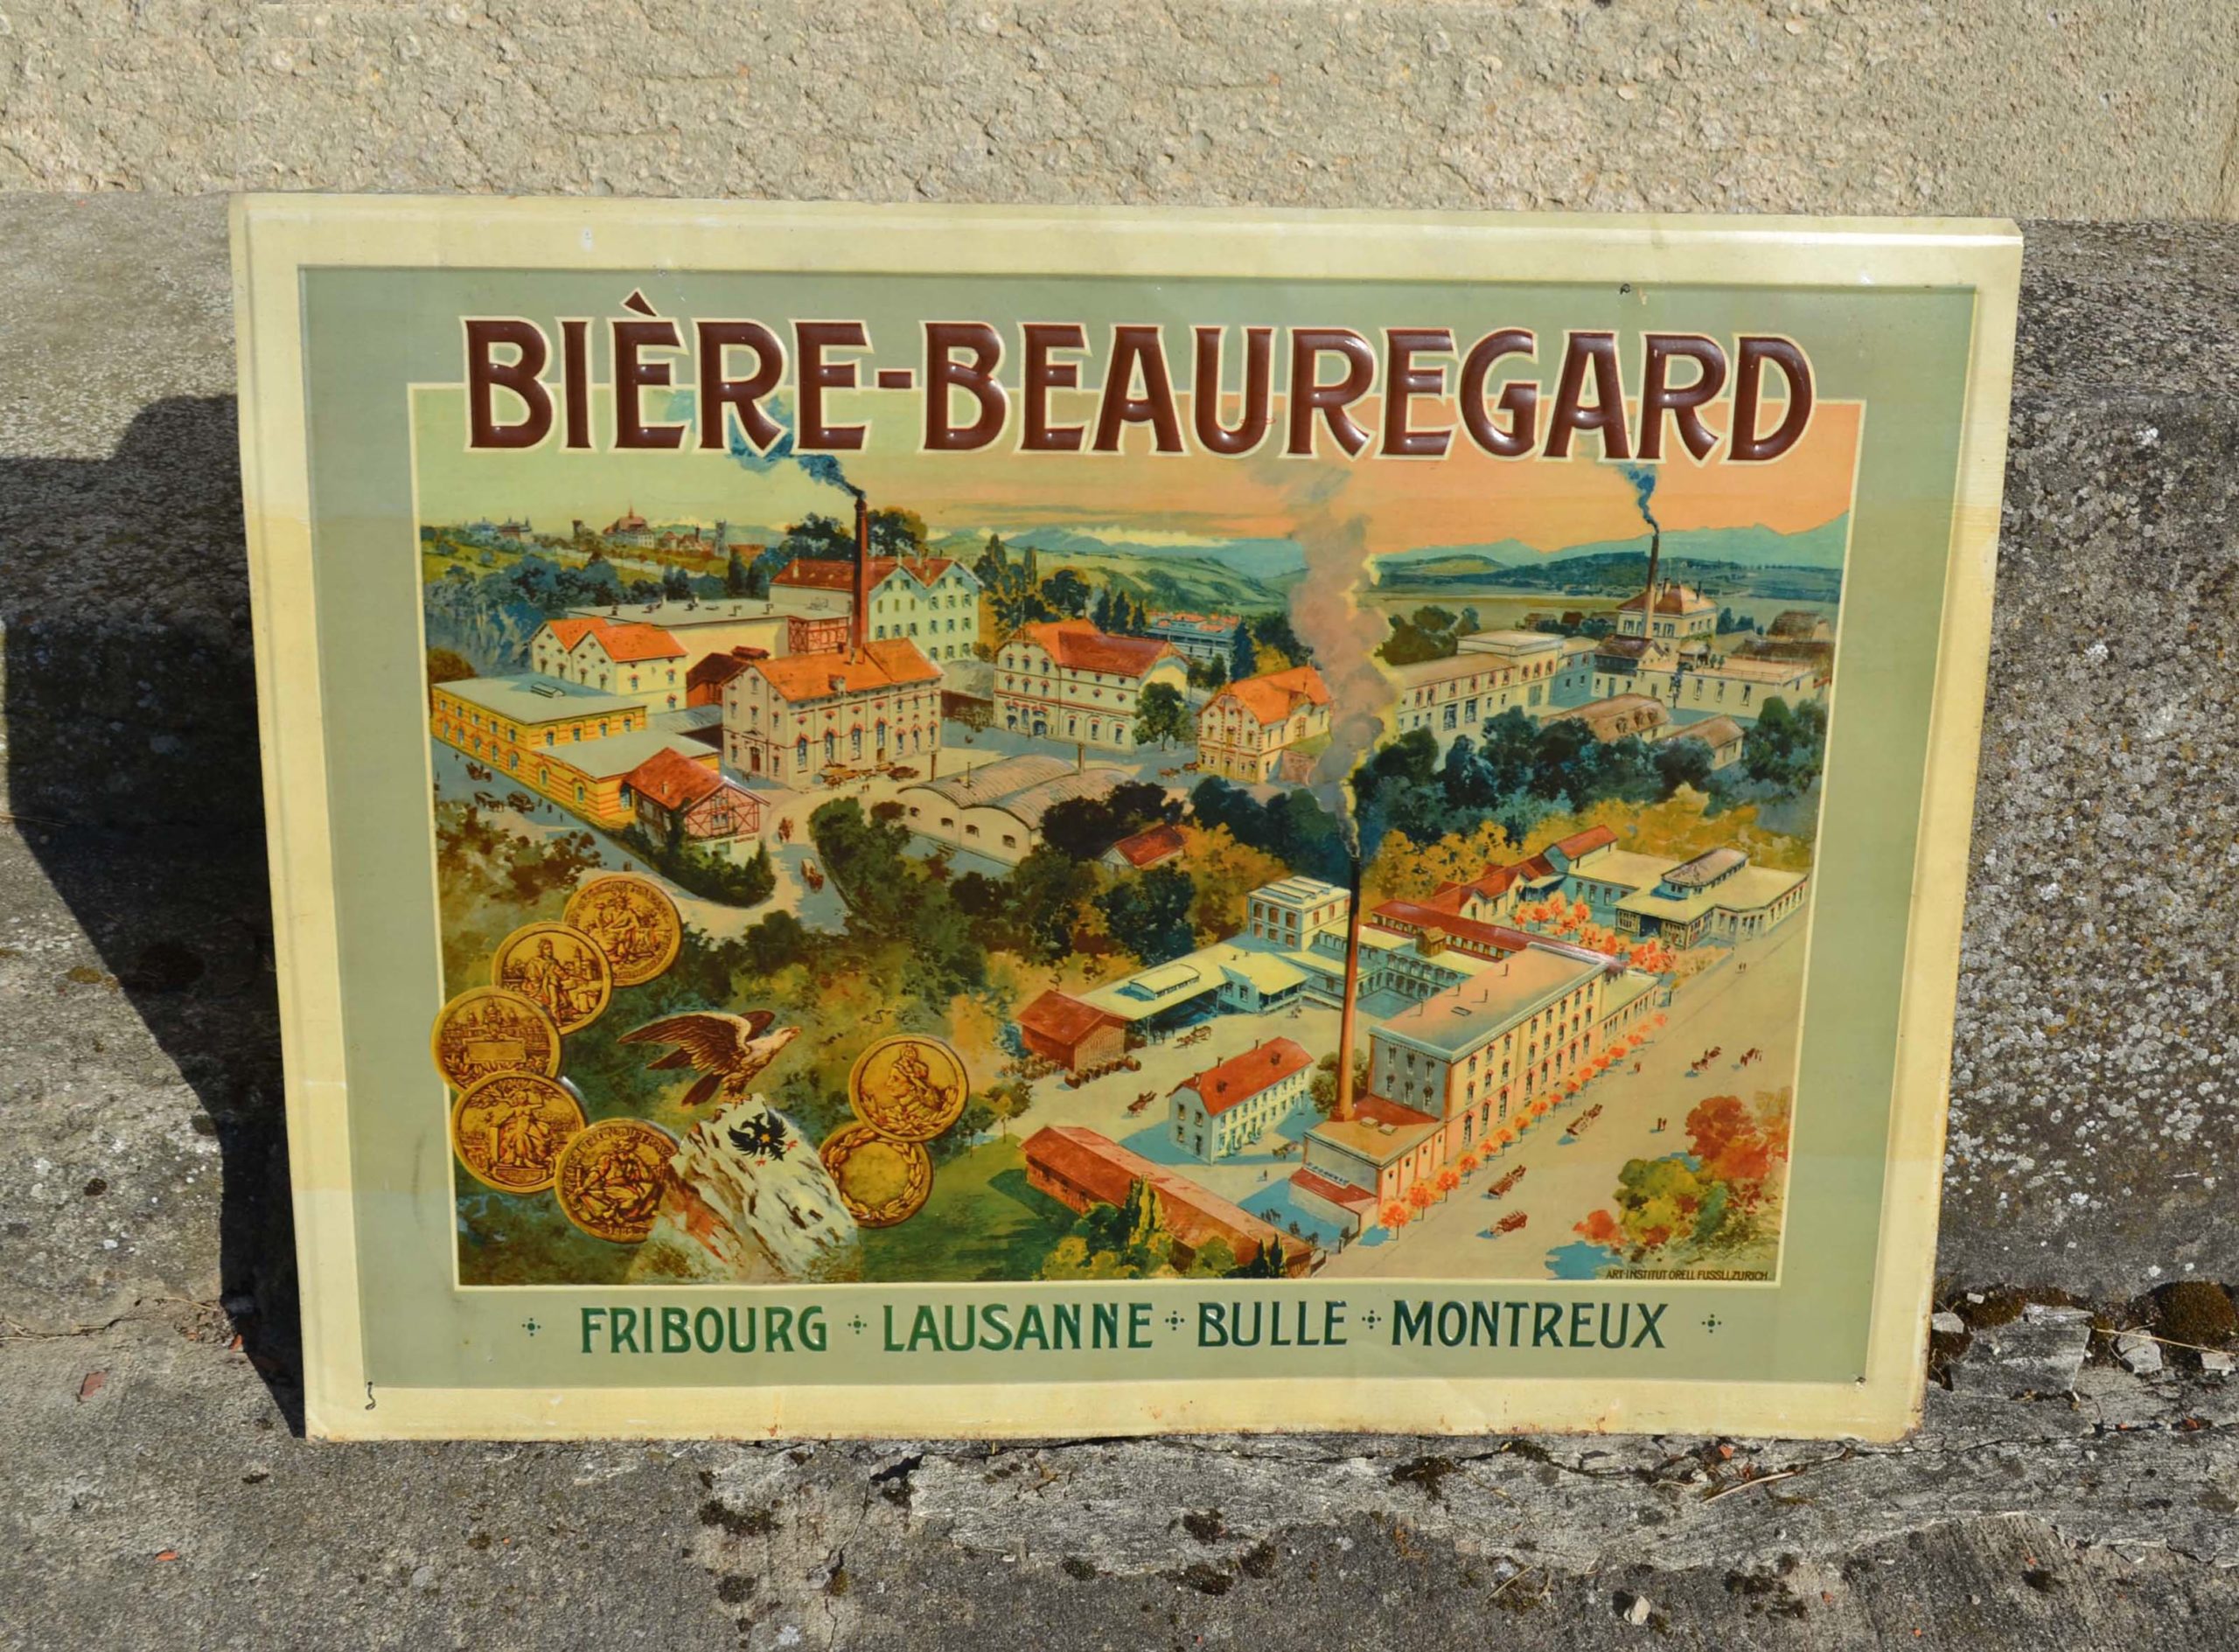 BIÈRE-BEAUREGARD
ART. INSTITUT ORELL FUSSLI, ZURICH
FRIBOURG LAUSANNE BULLE MONTREUX